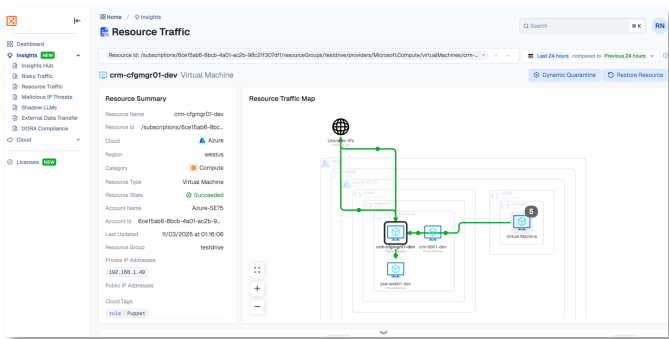 Home / Insights
Resource Traffic
Search
⌘ K
RN
Dashboard
Insights NEW
Insights Hub
Risky Traffic
Resource Traffic
Malicious IP Threats
Shadow LLMs
External Data Transfer
DORA Compliance
Cloud
Licenses NEW
Resource Id: /subscriptions/6ce15ab6-8bcb-4a01-ac2b-96c21f307df1/resourceGroups/testdrive/providers/Microsoft.Compute/virtualMachines/crm-...
Last 24 hours compared to Previous 24 hours
crm-cfgmgr01-dev Virtual Machine
Dynamic Quarantine
Restore Resource
Resource Summary
Resource Name crm-cfgmgr01-dev
Resource Id /subscriptions/6ce15ab6-8bc...
Cloud Azure
Region westus
Category Compute
Resource Type Virtual Machine
Resource State Succeeded
Account Name Azure-SE75
Account Id 6ce15ab6-8bcb-4a01-ac2b-9...
Last Updated 11/03/2025 at 01:16:06
Resource Group testdrive
Private IP Addresses
192.168.1.49
Public IP Addresses
Cloud Tags
role Puppet
Resource Traffic Map
Unknown IPs
Azure-SE75
5
Virtual Machine
crm-cfgmgr01-dev
crm-db01-dev
pos-web01-dev